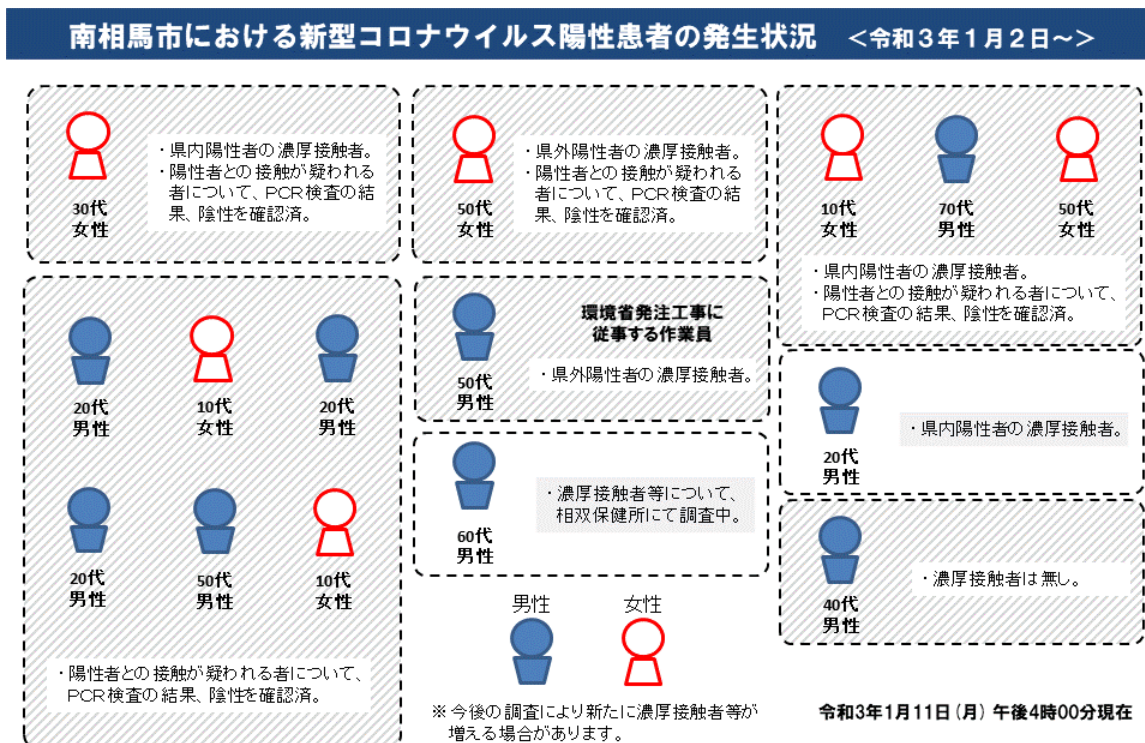 南相馬市における新型コロナウイルス陽性患者の発生状況 ＜令和３年１月２日～＞
30代
女性
・県内陽性者の濃厚接触者。
・陽性者との接触が疑われる
者について、PCR検査の結
果、陰性を確認済。
50代
女性
・県外陽性者の濃厚接触者。
・陽性者との接触が疑われる
者について、PCR検査の結
果、陰性を確認済。
10代
女性
70代
男性
50代
女性
・県内陽性者の濃厚接触者。
・陽性者との接触が疑われる者について、
PCR検査の結果、陰性を確認済。
20代
男性
10代
女性
20代
男性
20代
男性
50代
男性
10代
女性
・陽性者との接触が疑われる者について、
PCR検査の結果、陰性を確認済。
50代
男性
環境省発注工事に
従事する作業員
・県外陽性者の濃厚接触者。
60代
男性
・濃厚接触者等について、
相双保健所にて調査中。
20代
男性
・県内陽性者の濃厚接触者。
40代
男性
・濃厚接触者は無し。
男性
女性
※今後の調査により新たに濃厚接触者等が
増える場合があります。
令和3年1月11日(月) 午後4時00分現在